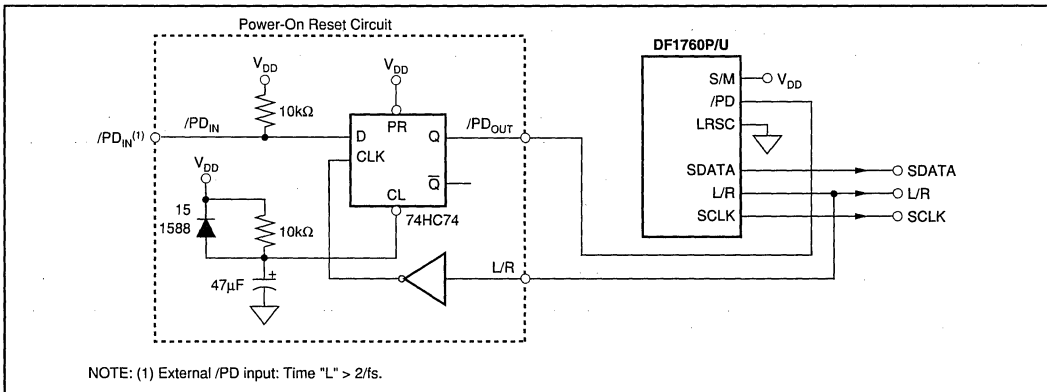 Power-On Reset Circuit
DF1760P/U
V_DD
V_DD
10kΩ
/PD_IN(1)
/PD_IN
D
PR
Q
CLK
Q̅
CL
74HC74
/PD_OUT
V_DD
15
1588
10kΩ
47µF
+
L/R
S/M
V_DD
/PD
LRSC
SDATA
SDATA
L/R
L/R
SCLK
SCLK
NOTE: (1) External /PD input: Time "L" > 2/fs.